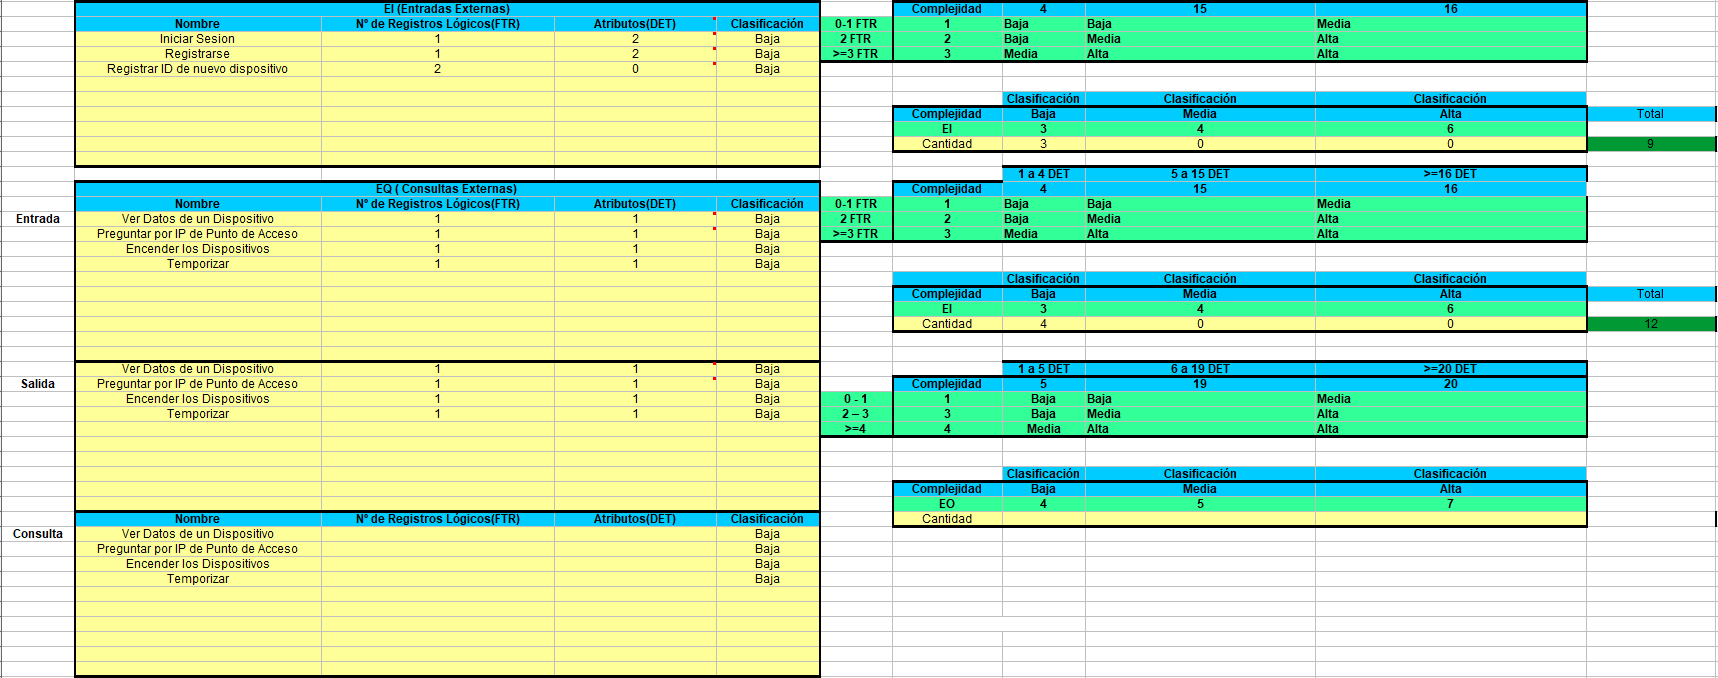 EI (Entradas Externas) Complejidad 4 15 16
Nombre Nº de Registros Lógicos(FTR) Atributos(DET) Clasificación 0-1 FTR 1 Baja Baja Media
Iniciar Sesion 1 2 Baja 2 FTR 2 Baja Media Alta
Registrarse 1 2 Baja >=3 FTR 3 Media Alta Alta
Registrar ID de nuevo dispositivo 2 0 Baja
Clasificación Clasificación Clasificación
Complejidad Baja Media Alta Total
EI 3 4 6
Cantidad 3 0 0 9
1 a 4 DET 5 a 15 DET >=16 DET
EQ ( Consultas Externas) Complejidad 4 15 16
Nombre Nº de Registros Lógicos(FTR) Atributos(DET) Clasificación 0-1 FTR 1 Baja Baja Media
Entrada Ver Datos de un Dispositivo 1 1 Baja 2 FTR 2 Baja Media Alta
Preguntar por IP de Punto de Acceso 1 1 Baja >=3 FTR 3 Media Alta Alta
Encender los Dispositivos 1 1 Baja
Temporizar 1 1 Baja
Clasificación Clasificación Clasificación
Complejidad Baja Media Alta Total
EI 3 4 6
Cantidad 4 0 0 12
Ver Datos de un Dispositivo 1 1 Baja 1 a 5 DET 6 a 19 DET >=20 DET
Salida Preguntar por IP de Punto de Acceso 1 1 Baja Complejidad 5 19 20
Encender los Dispositivos 1 1 Baja 0 - 1 1 Baja Baja Media
Temporizar 1 1 Baja 2 – 3 3 Baja Media Alta
>=4 4 Media Alta Alta
Clasificación Clasificación Clasificación
Complejidad Baja Media Alta
EO 4 5 7
Nombre Nº de Registros Lógicos(FTR) Atributos(DET) Clasificación Cantidad
Consulta Ver Datos de un Dispositivo Baja
Preguntar por IP de Punto de Acceso Baja
Encender los Dispositivos Baja
Temporizar Baja